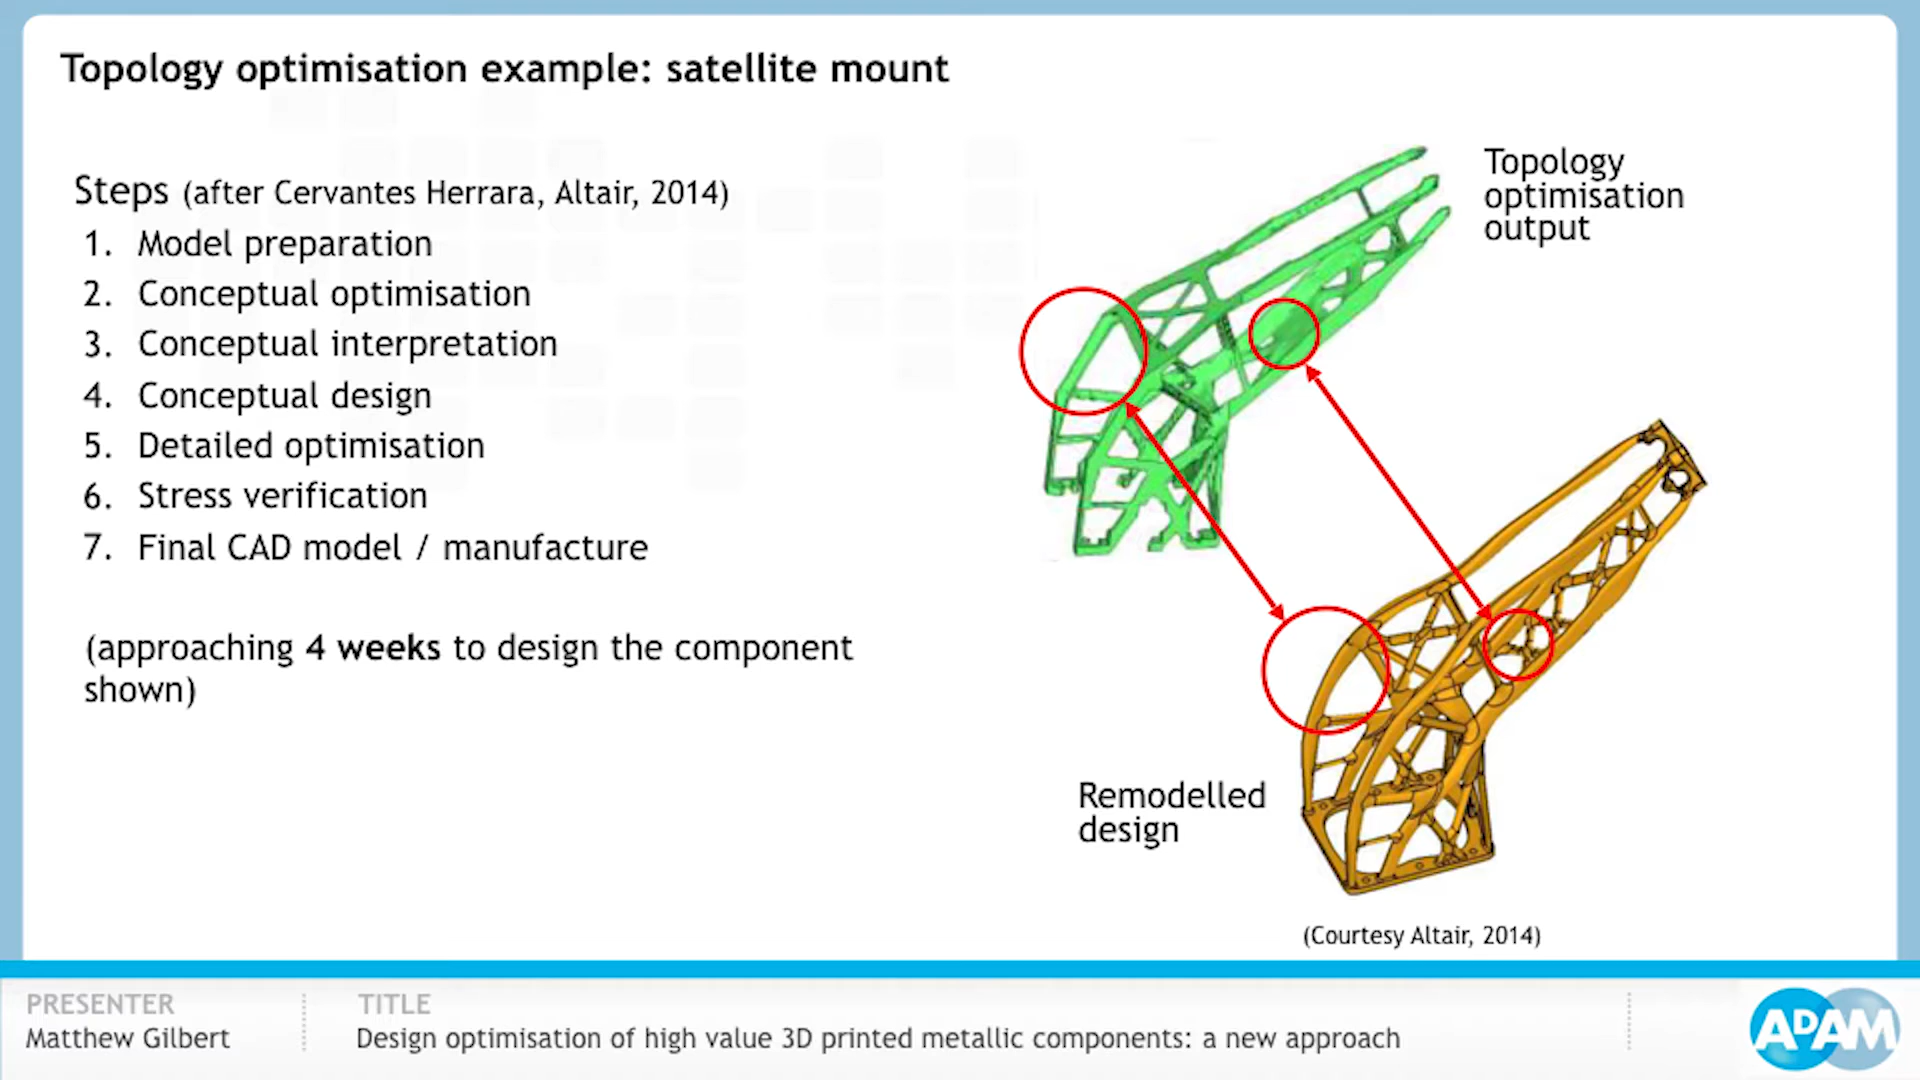 Topology optimisation example: satellite mount
Steps (after Cervantes Herrara, Altair, 2014)
1. Model preparation
2. Conceptual optimisation
3. Conceptual interpretation
4. Conceptual design
5. Detailed optimisation
6. Stress verification
7. Final CAD model / manufacture
(approaching 4 weeks to design the component
shown)
Topology
optimisation
output
Remodelled
design
(Courtesy Altair, 2014)
PRESENTER
Matthew Gilbert
TITLE
Design optimisation of high value 3D printed metallic components: a new approach
ADAM